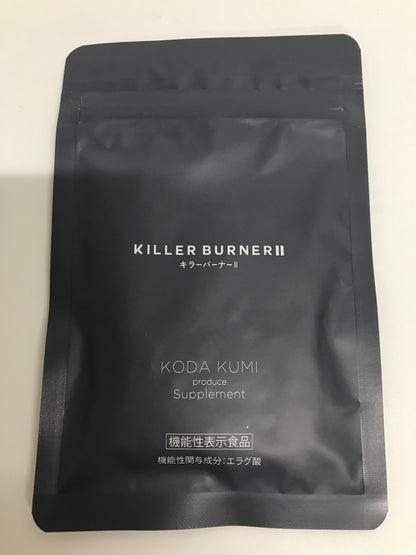 KILLER BURNERII
キラーバーナーII
KODA KUMI
produce
Supplement
機能性表示食品
機能性関与成分:エラグ酸